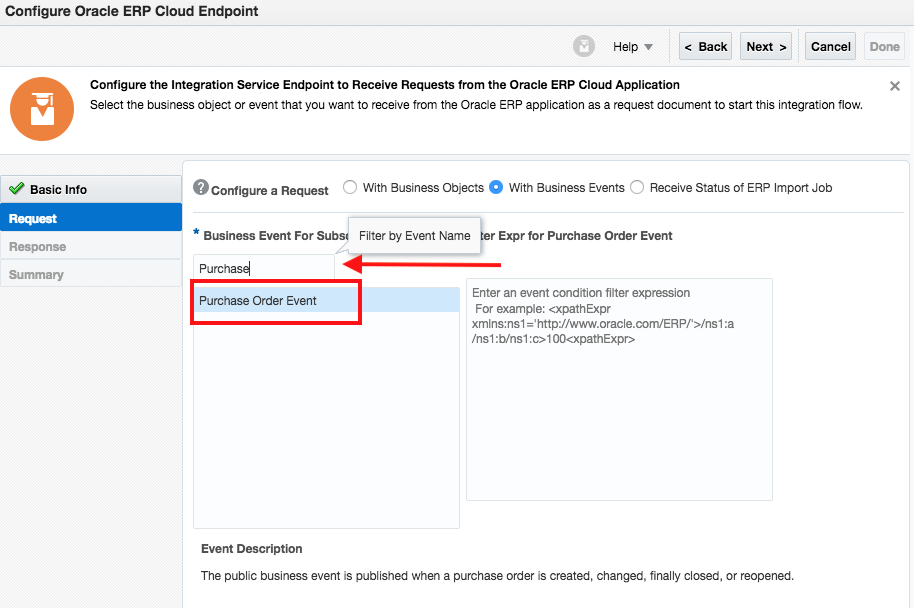 Configure Oracle ERP Cloud Endpoint
Help
< Back
Next >
Cancel
Done
Configure the Integration Service Endpoint to Receive Requests from the Oracle ERP Cloud Application
Select the business object or event that you want to receive from the Oracle ERP application as a request document to start this integration flow.
Basic Info
Request
Response
Summary
? Configure a Request
With Business Objects
With Business Events
Receive Status of ERP Import Job
* Business Event For
Filter by Event Name
Expr for Purchase Order Event
Purchase
Purchase Order Event
Enter an event condition filter expression
For example: <xpathExpr
xmlns:ns1='http://www.oracle.com/ERP/'>/ns1:a
/ns1:b/ns1:c>100<xpathExpr>
Event Description
The public business event is published when a purchase order is created, changed, finally closed, or reopened.